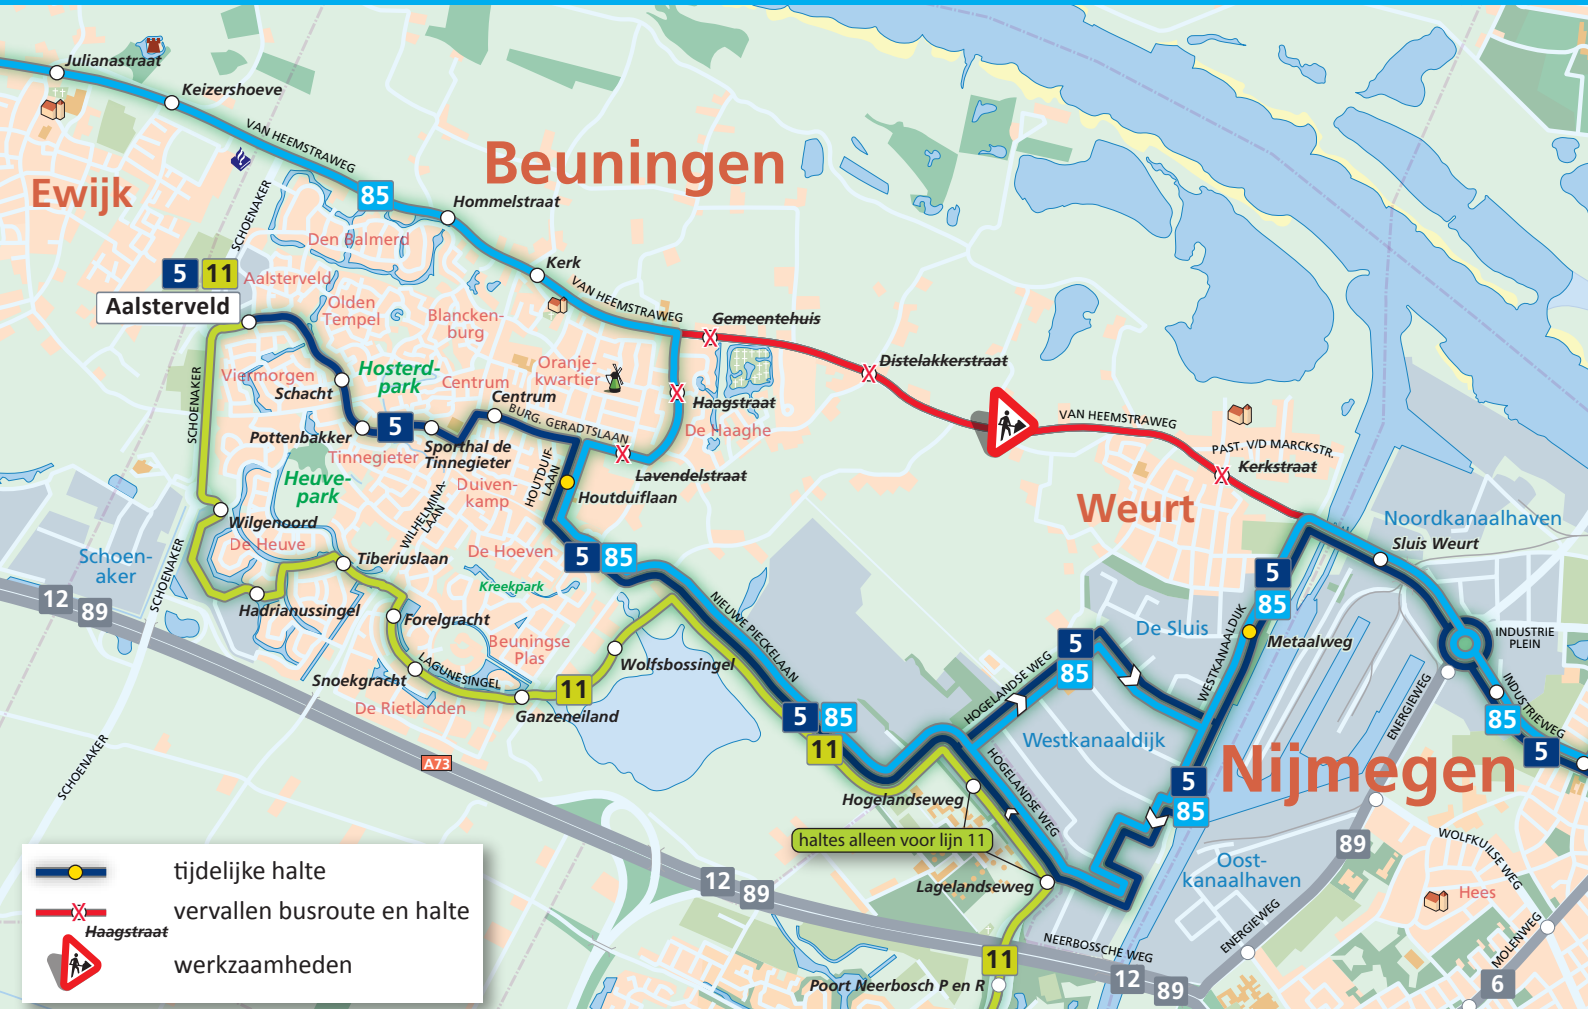 Julianastraat
Keizershoeve
VAN HEEMSTRAWEG
Beuningen
Ewijk
85
Hommelstraat
SCHOENAKER
Den Balmerd
Kerk
5 11
Aalsterveld
Aalsterveld
VAN HEEMSTRAWEG
Olden
Tempel
Blancken-
burg
Gemeentehuis
Distelakkerstraat
Oranje-
kwartier
Hosterd-
park
Viermorgen
Schacht
Centrum
Centrum
Haagstraat
De Haaghe
SCHOENAKER
BURG. GERADTSLAAN
VAN HEEMSTRAWEG
PAST. V/D MARCKSTR.
Kerkstraat
Pottenbakker
5
Sporthal de
Tinnegieter
Tinnegieter
Lavendelstraat
Heuve-
park
WILHELMINA-
LAAN
Duiven-
kamp
HOUTDUIF-
LAAN
Houtduiflaan
Weurt
Noordkanaalhaven
Sluis Weurt
Wilgenoord
De Heuve
Schoen-
aker
SCHOENAKER
Tiberiuslaan
De Hoeven
5 85
Kreekpark
12
89
Hadrianussingel
Forelgracht
NIEUWE PIECKELAAN
5
85
Metaalweg
WESTKANAALDIJK
De Sluis
INDUSTRIE
PLEIN
Beuningse
Plas
Wolfsbossingel
5
85
HOGELANDSE WEG
Snoekgracht
LAGUNESINGEL
11
Ganzeneiland
De Rietlanden
ENERGIEWEG
INDUSTRIEWEG
85
5
5 85
11
Westkanaaldijk
HOGELANDSE WEG
Nijmegen
SCHOENAKER
A73
5
85
Hogelandseweg
haltes alleen voor lijn 11
Lagelandseweg
89
WOLFKUILSE WEG
Oost-
kanaalhaven
Hees
12
89
NEERBOSSCHE WEG
ENERGIEWEG
MOLENWEG
11
Poort Neerbosch P en R
12
89
6
tijdelijke halte
vervallen busroute en halte
Haagstraat
werkzaamheden